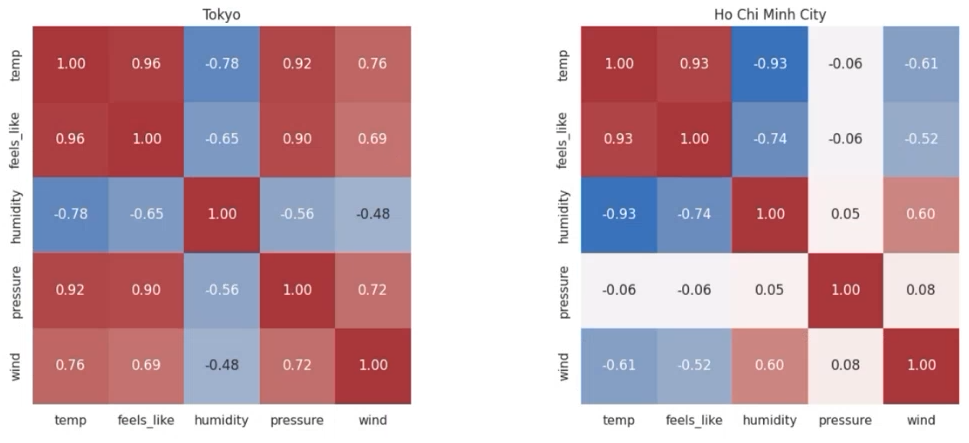 Tokyo
temp 1.00 0.96 -0.78 0.92 0.76
feels_like 0.96 1.00 -0.65 0.90 0.69
humidity -0.78 -0.65 1.00 -0.56 -0.48
pressure 0.92 0.90 -0.56 1.00 0.72
wind 0.76 0.69 -0.48 0.72 1.00
temp feels_like humidity pressure wind
Ho Chi Minh City
temp 1.00 0.93 -0.93 -0.06 -0.61
feels_like 0.93 1.00 -0.74 -0.06 -0.52
humidity -0.93 -0.74 1.00 0.05 0.60
pressure -0.06 -0.06 0.05 1.00 0.08
wind -0.61 -0.52 0.60 0.08 1.00
temp feels_like humidity pressure wind